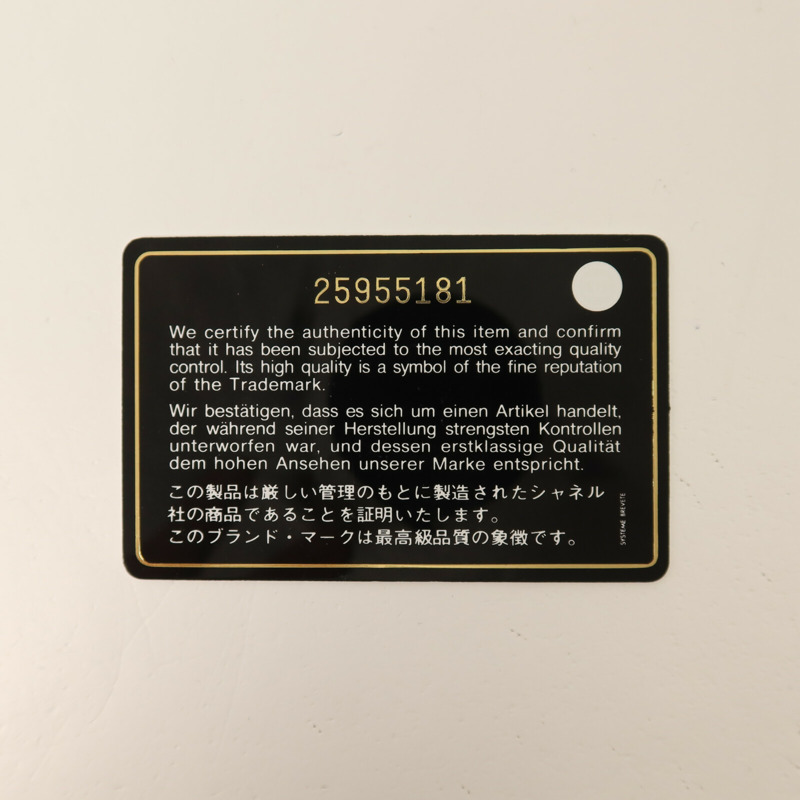 25955181
We certify the authenticity of this item and confirm
that it has been subjected to the most exacting quality
control. Its high quality is a symbol of the fine reputation
of the Trademark.
Wir bestätigen, dass es sich um einen Artikel handelt,
der während seiner Herstellung strengsten Kontrollen
unterworfen war, und dessen erstklassige Qualität
dem hohen Ansehen unserer Marke entspricht.
この製品は厳しい管理のもとに製造されたシャネル
社の商品であることを証明いたします。
このブランド・マークは最高級品質の象徴です。
SYSTEME BREVETE